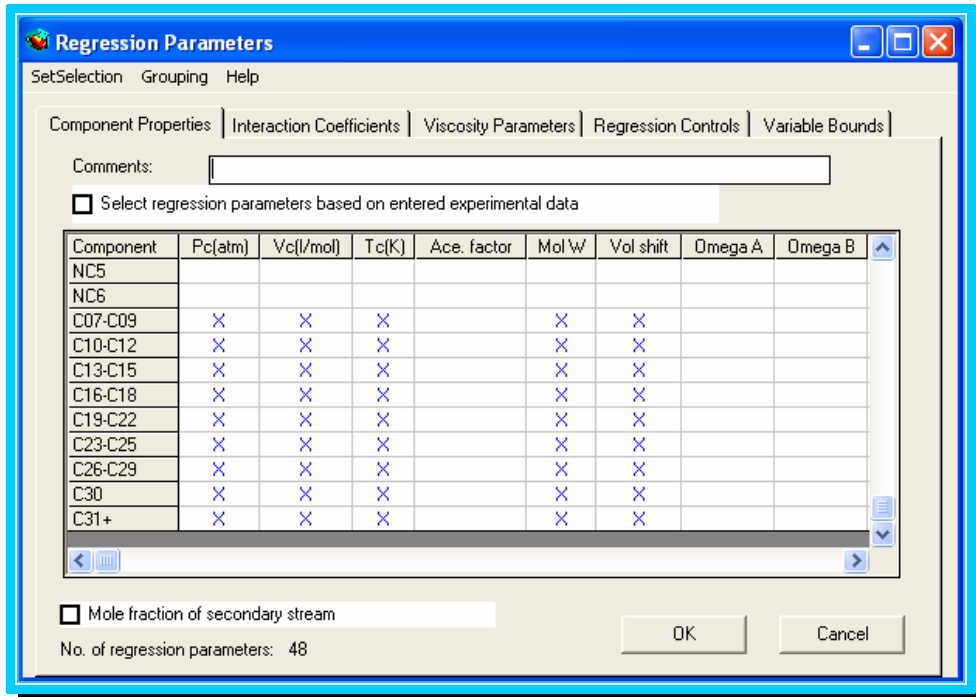 Regression Parameters
SetSelection Grouping Help
Component Properties Interaction Coefficients Viscosity Parameters Regression Controls Variable Bounds
Comments:
Select regression parameters based on entered experimental data
Component Pc(atm) Vc(l/mol) Tc(K) Ace. factor Mol W Vol shift Omega A Omega B
NC5
NC6
C07-C09 X X X X X
C10-C12 X X X X X
C13-C15 X X X X X
C16-C18 X X X X X
C19-C22 X X X X X
C23-C25 X X X X X
C26-C29 X X X X X
C30 X X X X X
C31+ X X X X X
Mole fraction of secondary stream
No. of regression parameters: 48
OK Cancel